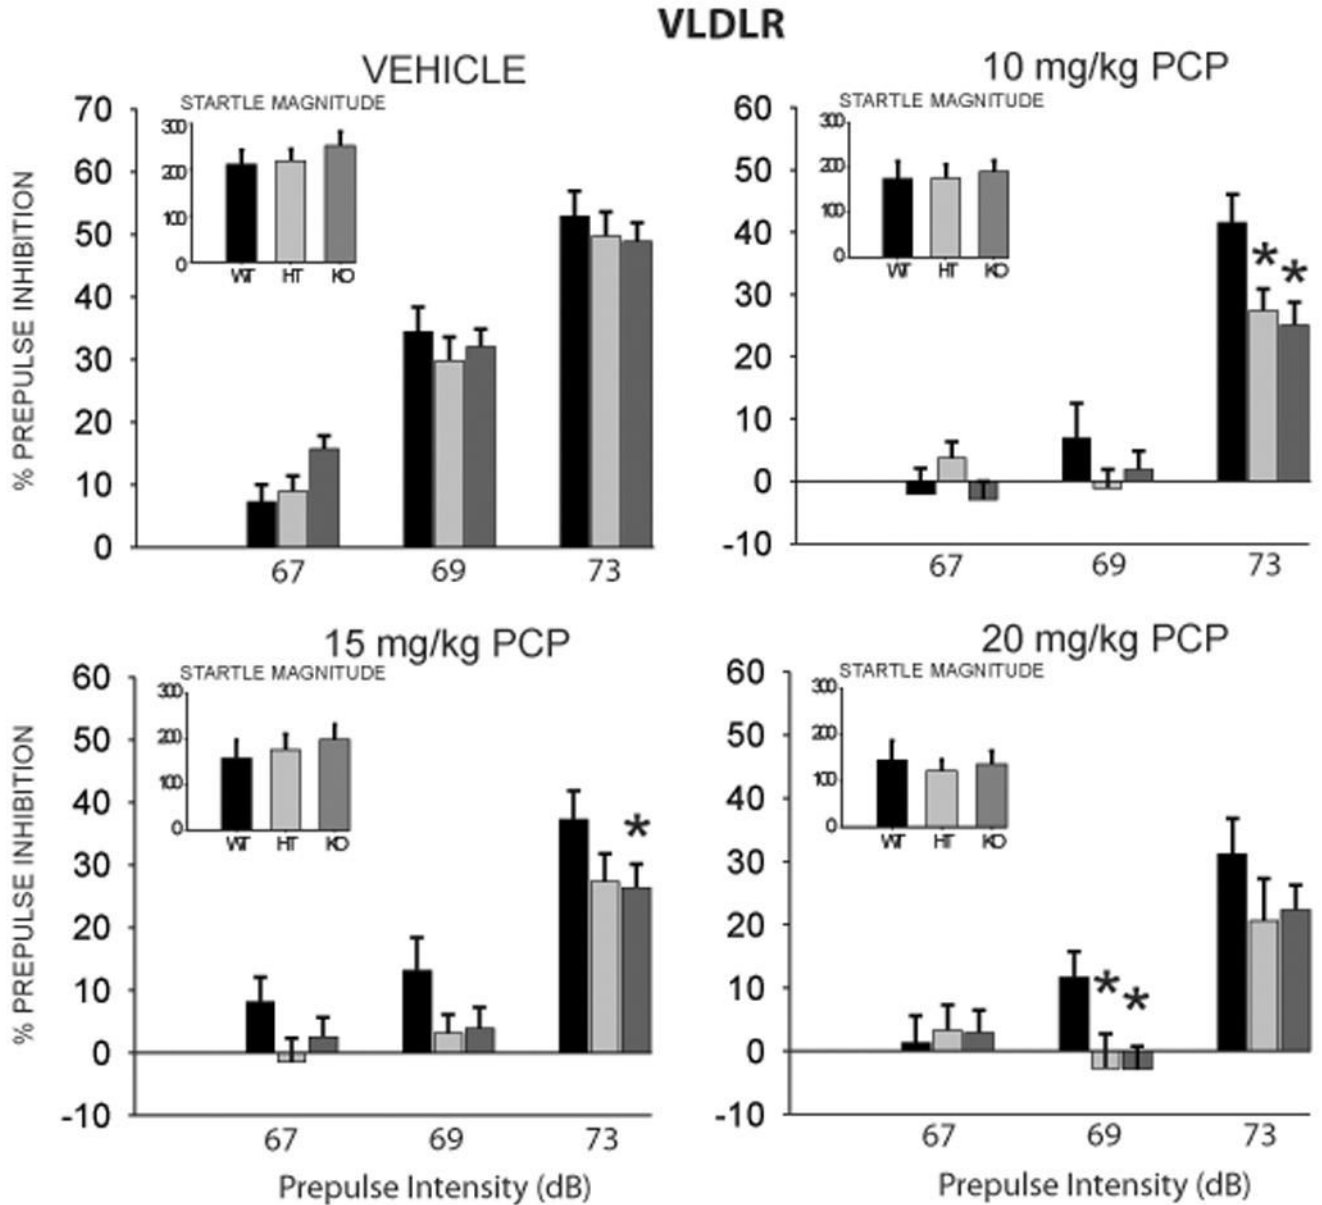 VLDLR
VEHICLE
STARTLE MAGNITUDE
300
200
100
0
WT HT KO
% PREPULSE INHIBITION
70
60
50
40
30
20
10
0
67 69 73
10 mg/kg PCP
STARTLE MAGNITUDE
300
200
100
0
WT HT KO
60
50
40
30
20
10
0
-10
* *
67 69 73
15 mg/kg PCP
STARTLE MAGNITUDE
300
200
100
0
WT HT KO
% PREPULSE INHIBITION
60
50
40
30
20
10
0
-10
*
67 69 73
Prepulse Intensity (dB)
20 mg/kg PCP
STARTLE MAGNITUDE
300
200
100
0
WT HT KO
60
50
40
30
20
10
0
-10
* *
67 69 73
Prepulse Intensity (dB)